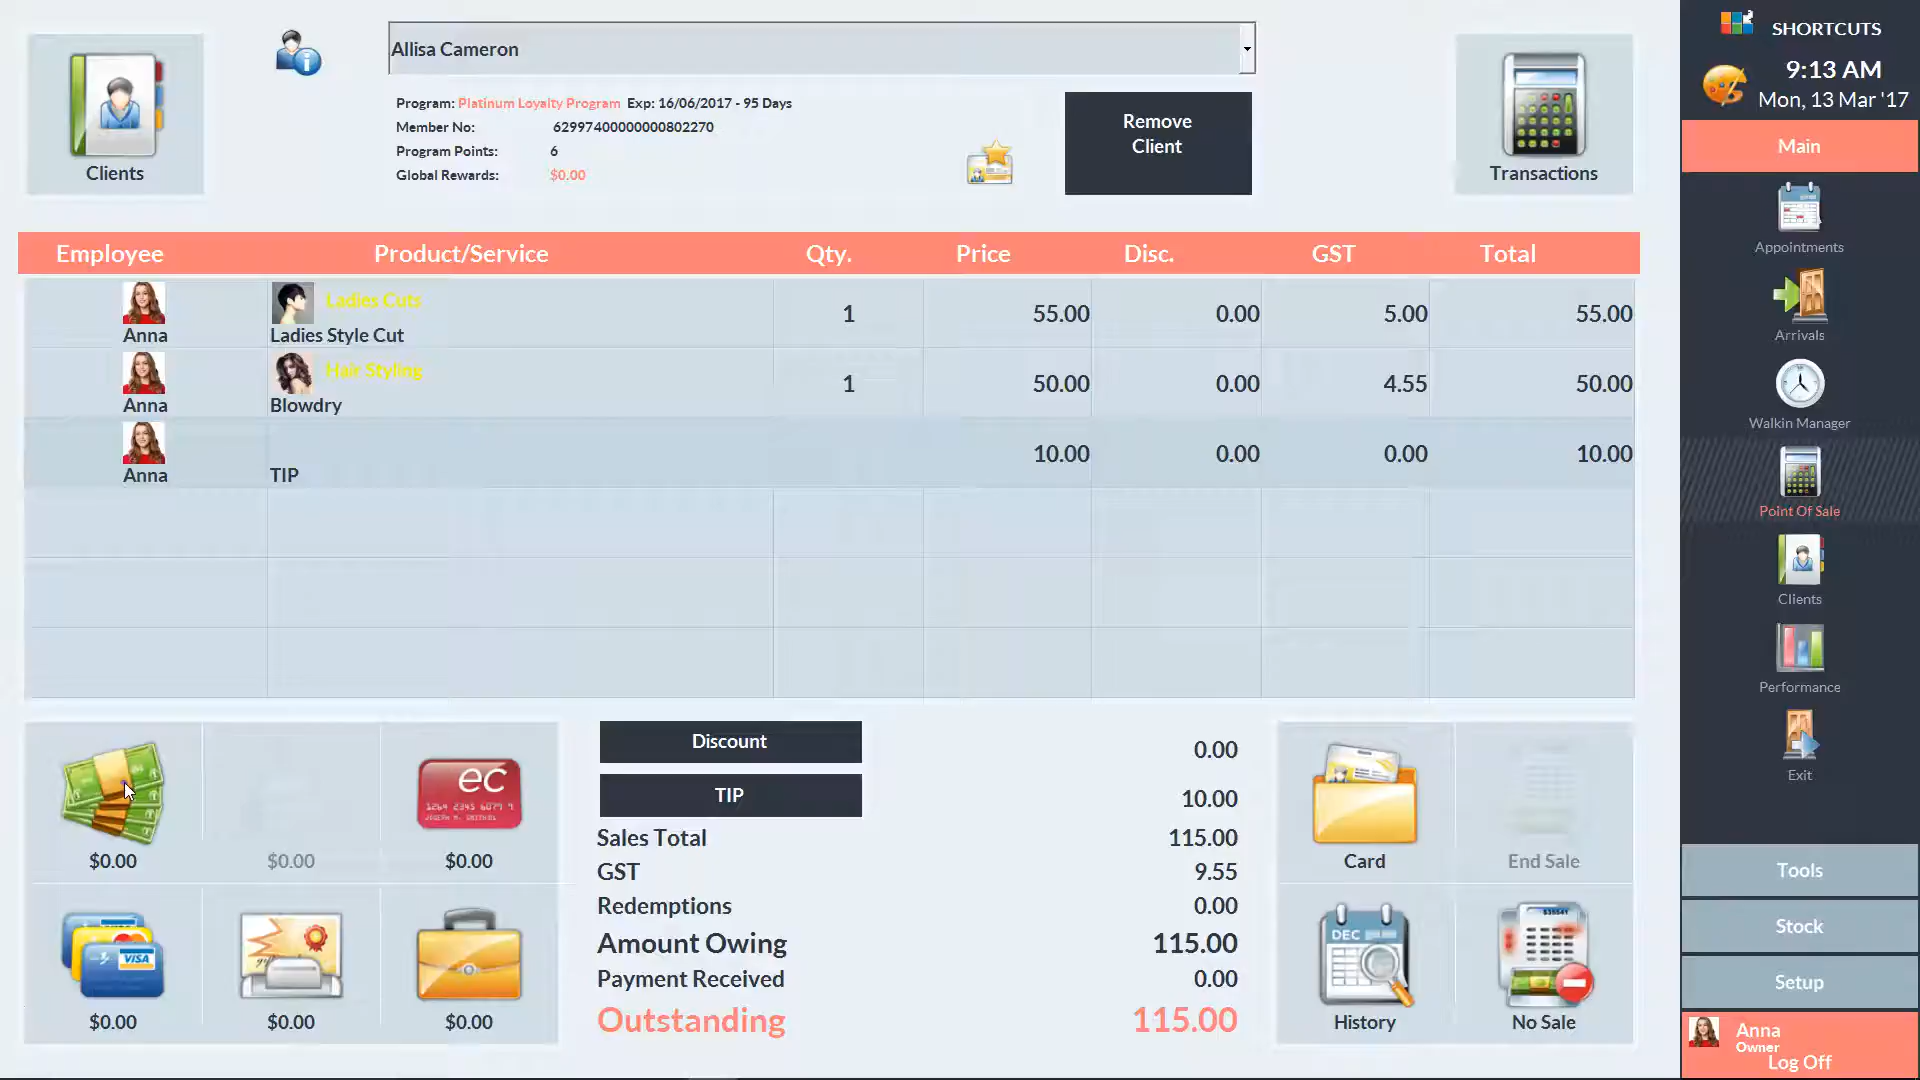 Allisa Cameron
Clients
Program: Platinum Loyalty Program Exp: 16/06/2017 - 95 Days
Member No: 62997400000000802270
Program Points: 6
Global Rewards: $0.00
Remove
Client
Transactions
Employee Product/Service Qty. Price Disc. GST Total
Ladies Cuts
Anna Ladies Style Cut 1 55.00 0.00 5.00 55.00
Hair Styling
Anna Blowdry 1 50.00 0.00 4.55 50.00
Anna TIP 10.00 0.00 0.00 10.00
$0.00 $0.00 $0.00
$0.00 $0.00 $0.00
ec
VISA
Discount 0.00
TIP 10.00
Sales Total 115.00
GST 9.55
Redemptions 0.00
Amount Owing 115.00
Payment Received 0.00
Outstanding 115.00
Card
End Sale
DEC
History
No Sale
SHORTCUTS
9:13 AM
Mon, 13 Mar '17
Main
Appointments
Arrivals
Walkin Manager
Point Of Sale
Clients
Performance
Exit
Tools
Stock
Setup
Anna
Owner
Log Off